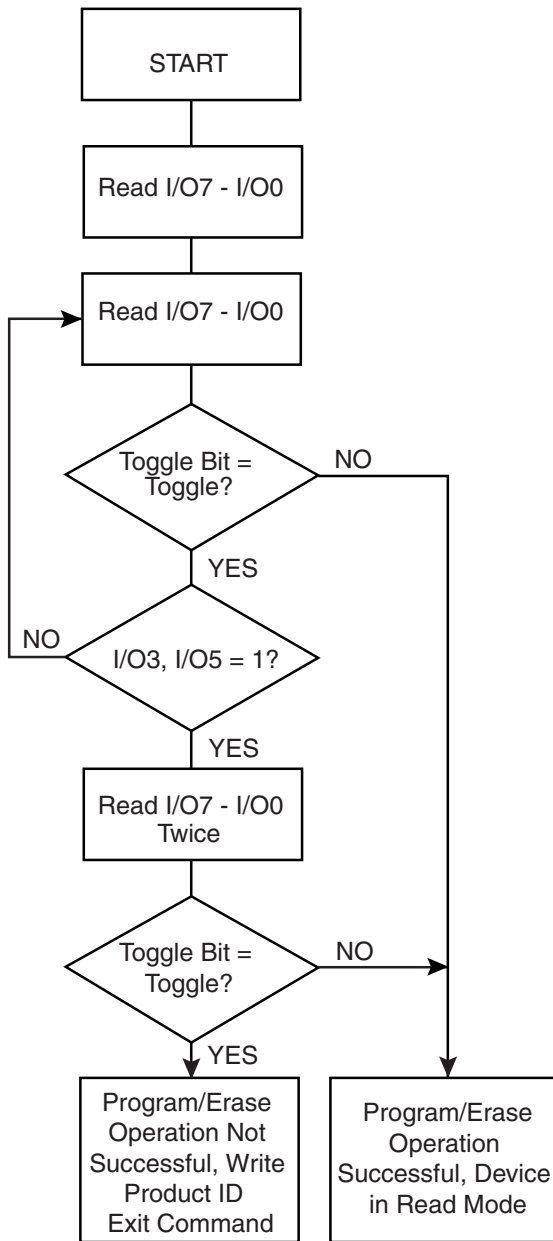 START
Read I/O7 - I/O0
Read I/O7 - I/O0
Toggle Bit =
Toggle?
NO
YES
NO
I/O3, I/O5 = 1?
YES
Read I/O7 - I/O0
Twice
Toggle Bit =
Toggle?
NO
YES
Program/Erase
Operation Not
Successful, Write
Product ID
Exit Command
Program/Erase
Operation
Successful, Device
in Read Mode